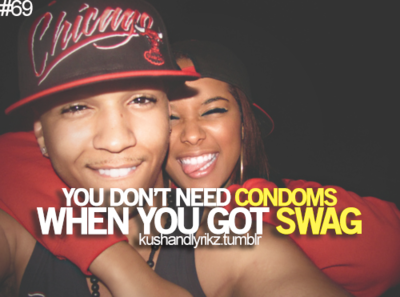 #69
Chicago
YOU DON'T NEED CONDOMS
WHEN YOU GOT SWAG
kushandlyrikz.tumblr